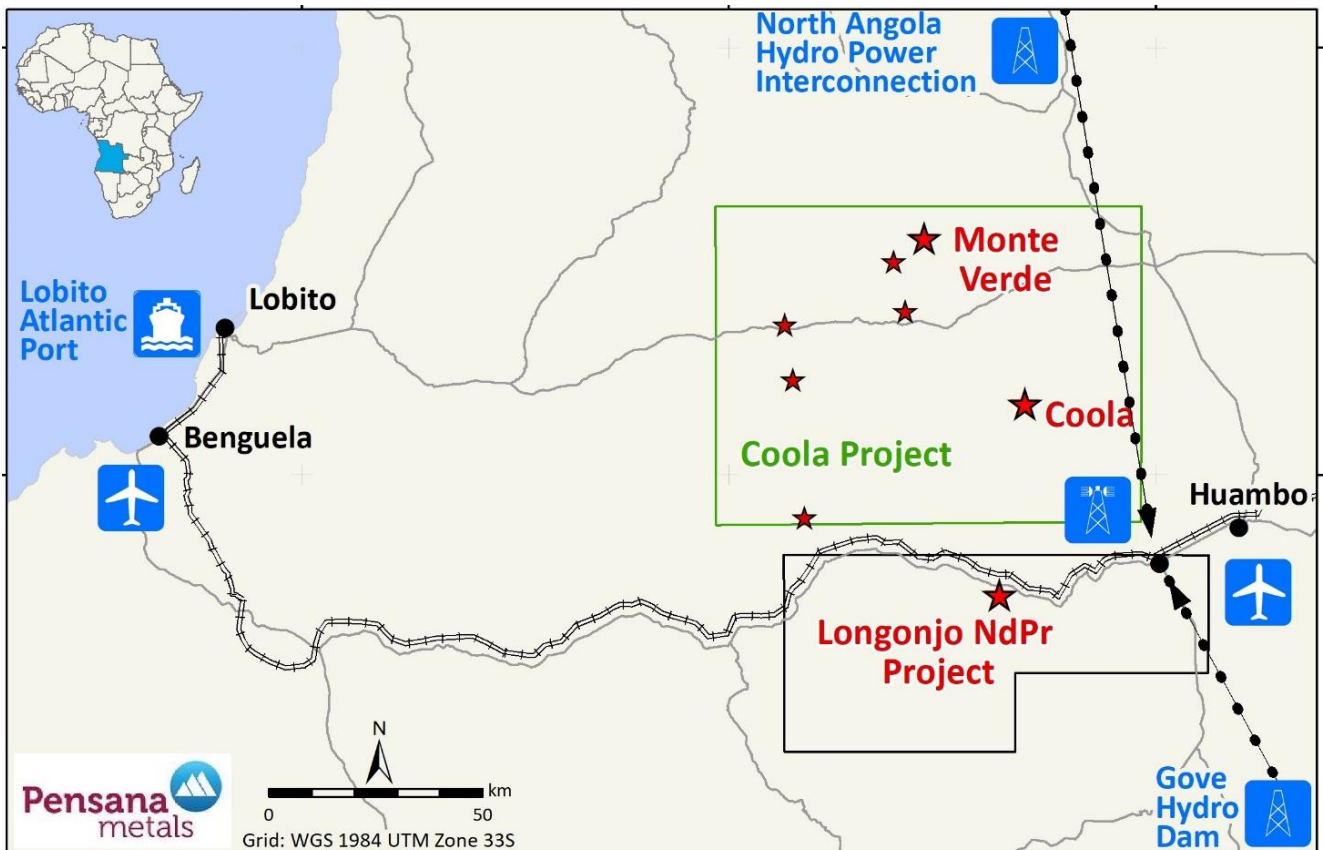 North Angola
Hydro Power
Interconnection
Monte
Verde
Lobito
Atlantic
Port
Lobito
Coola
Benguela
Coola Project
Huambo
Longonjo NdPr
Project
N
km
0
50
Grid: WGS 1984 UTM Zone 33S
Pensana
metals
Gove
Hydro
Dam